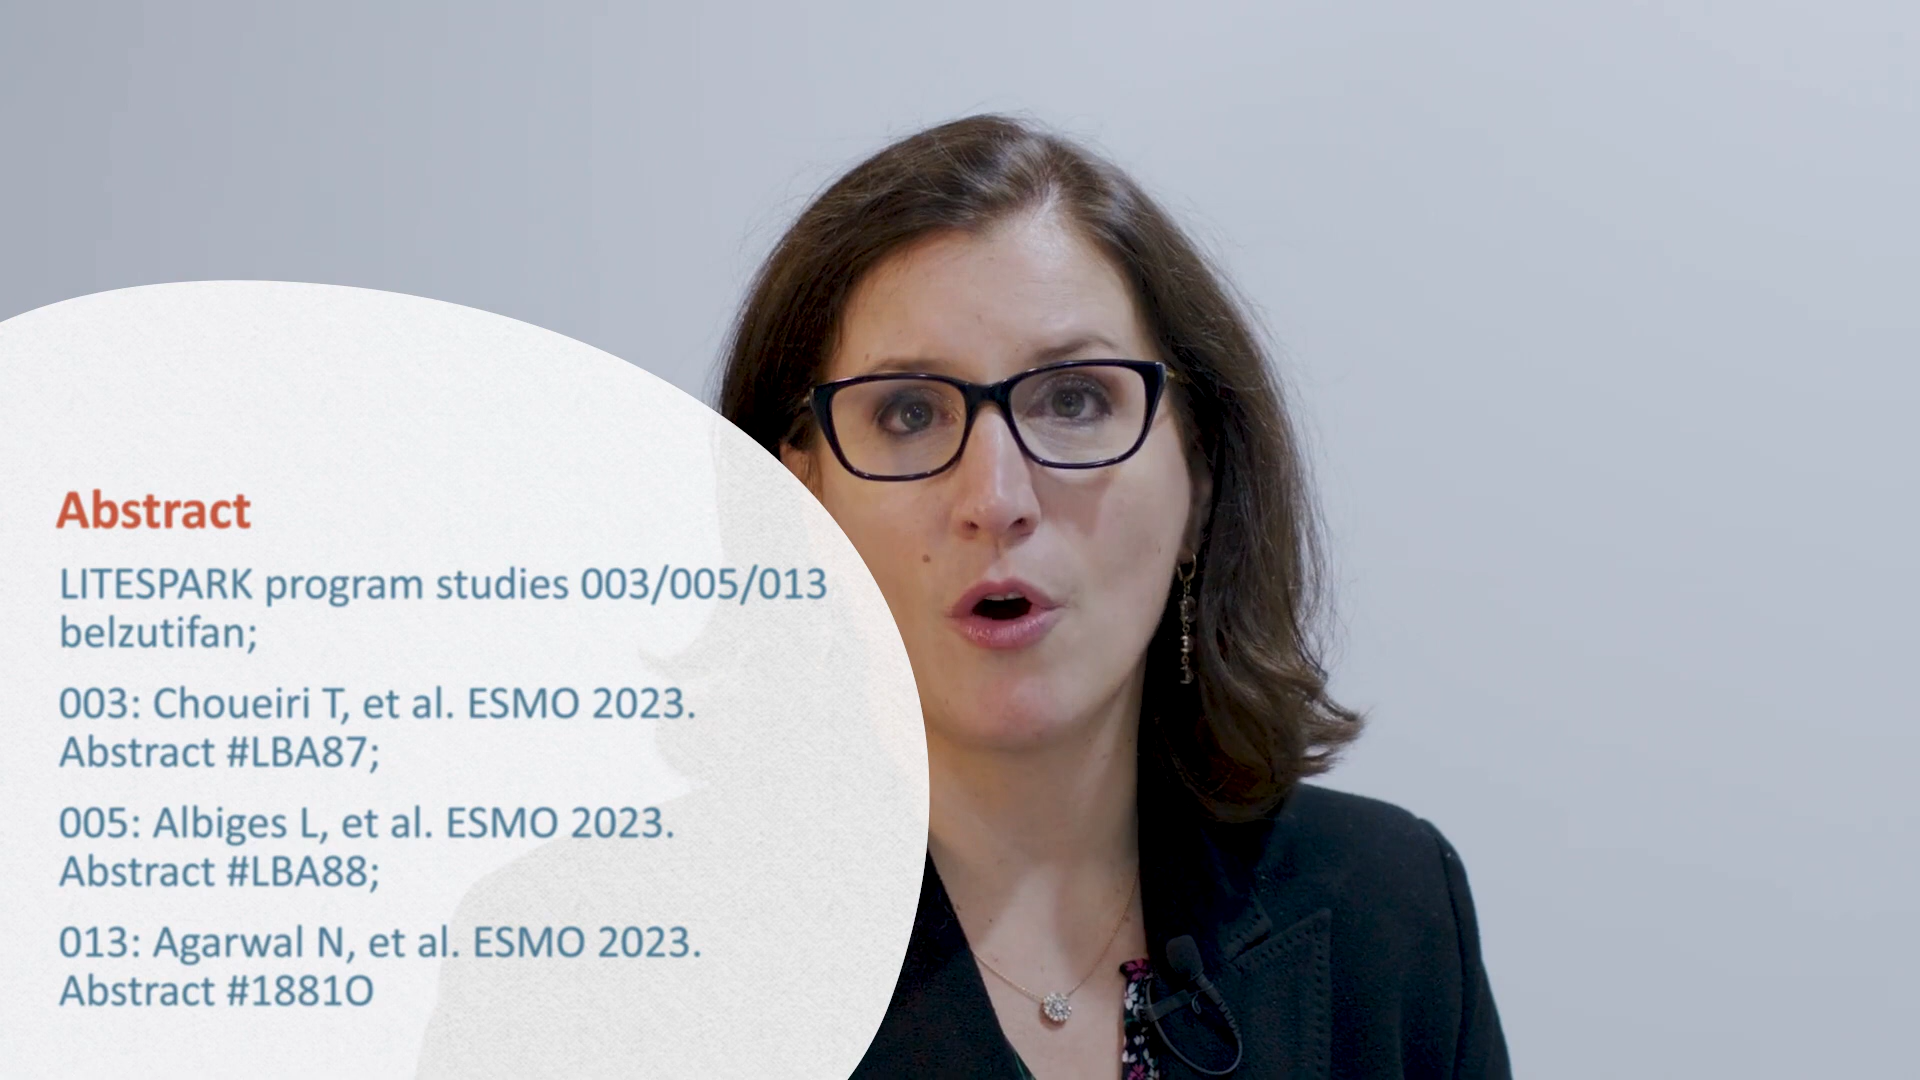 Abstract
LITESPARK program studies 003/005/013
belzutifan;
003: Choueiri T, et al. ESMO 2023.
Abstract #LBA87;
005: Albiges L, et al. ESMO 2023.
Abstract #LBA88;
013: Agarwal N, et al. ESMO 2023.
Abstract #1881O